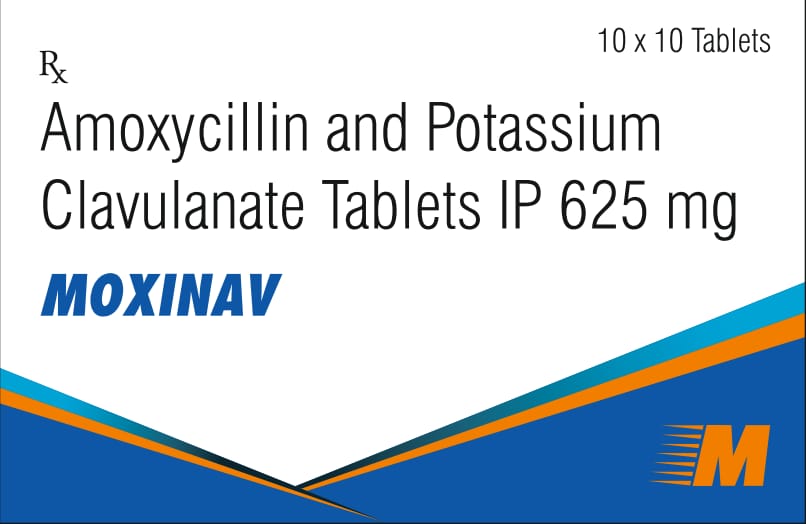 10 x 10 Tablets
Rx
Amoxycillin and Potassium
Clavulanate Tablets IP 625 mg
MOXINAV
M